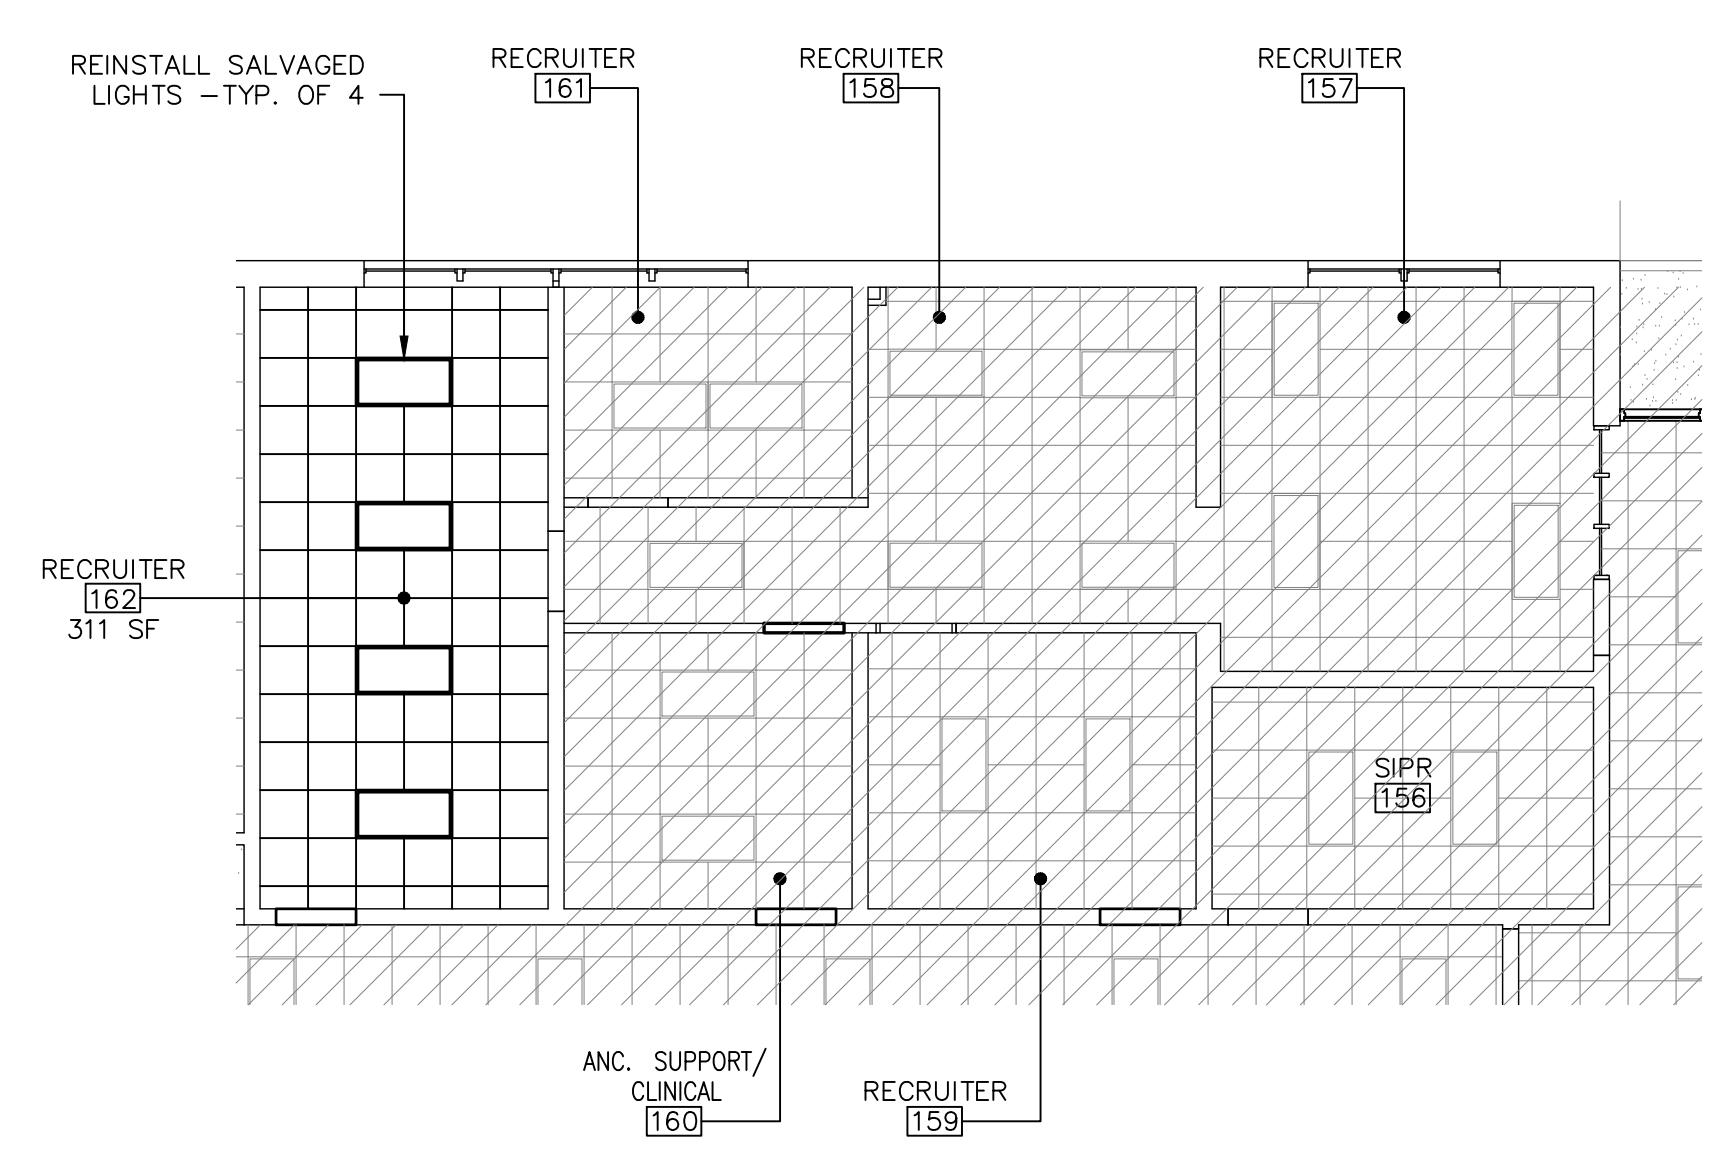 REINSTALL SALVAGED
LIGHTS -TYP. OF 4
RECRUITER
161
RECRUITER
158
RECRUITER
157
RECRUITER
162
311 SF
SIPR
156
ANC. SUPPORT/
CLINICAL
160
RECRUITER
159